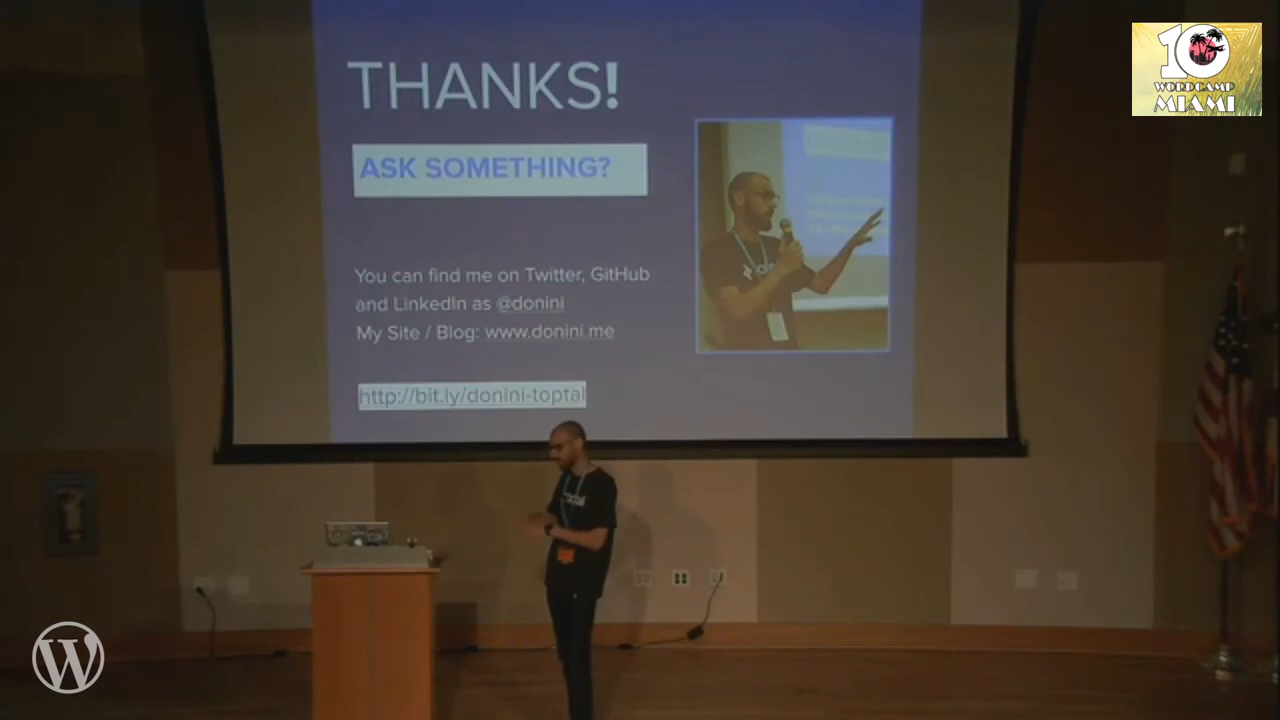 THANKS!
ASK SOMETHING?
You can find me on Twitter, GitHub
and LinkedIn as @donini
My Site / Blog: www.donini.me
http://bit.ly/donini-toptal
10
WORDCAMP
MIAMI